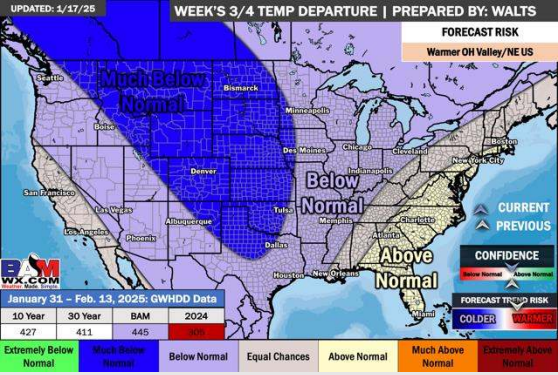 UPDATED: 1/17/25
WEEK'S 3/4 TEMP DEPARTURE | PREPARED BY: WALTS
FORECAST RISK
Warmer OH Valley/NE US
Seattle
Much Below
Normal
Bismarck
Minneapolis
Boise
Boston
Des Moines
Chicago
Cleveland
New York City
Denver
Indianapolis
San Francisco
Below
Normal
Las Vegas
Tulsa
Memphis
Charlotte
CURRENT
PREVIOUS
Los Angeles
Albuquerque
Phoenix
Dallas
Atlanta
Above
Normal
CONFIDENCE
Below Normal
Above Normal
BAM
WX.COM
Weather. Made Simple.
Houston
New Orleans
Miami
FORECAST TREND RISK
COLDER
WARMER
January 31 – Feb. 13, 2025: GWHDD Data
10 Year 30 Year BAM 2024
427 411 445 305
Extremely Below
Normal
Much Below
Normal
Below Normal
Equal Chances
Above Normal
Much Above
Normal
Extremely Above
Normal